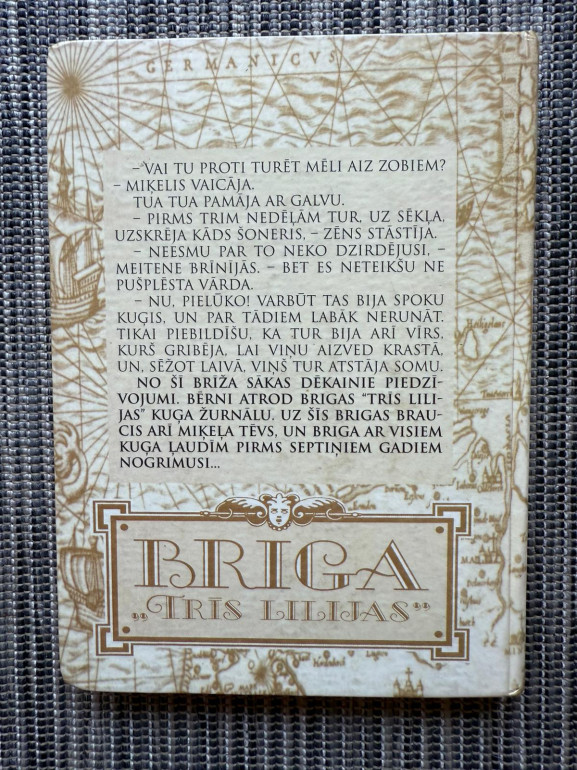 GERMANICVS
– VAI TU PROTI TURĒT MĒLI AIZ ZOBIEM?
– MIĶELIS VAICĀJA.
TUA TUA PAMĀJA AR GALVU.
– PIRMS TRIM NEDĒĻĀM TUR, UZ SĒKĻA,
UZSKRĒJA KĀDS ŠONERIS, – ZĒNS STĀSTĪJA.
– NEESMU PAR TO NEKO DZIRDĒJUSI, –
MEITENE BRĪNĪJĀS. – BET ES NETEIKŠU NE
PUŠPLĒSTA VĀRDA.
– NU, PIELŪKO! VARBŪT TAS BIJA SPOKU
KUĢIS, UN PAR TĀDIEM LABĀK NERUNĀT.
TIKAI PIEBILDĪŠU, KA TUR BIJA ARĪ VĪRS,
KURŠ GRIBĒJA, LAI VIŅU AIZVED KRASTĀ,
UN, SĒŽOT LAIVĀ, VIŅŠ TUR ATSTĀJA SOMU.
NO ŠĪ BRĪŽA SĀKAS DĒKAINIE PIEDZĪ-
VOJUMI. BĒRNI ATROD BRIGAS “TRĪS LILI-
JAS” KUĢA ŽURNĀLU. UZ ŠĪS BRIGAS BRAU-
CIS ARĪ MIĶEĻA TĒVS, UN BRIGA AR VISIEM
KUĢA ĻAUDĪM PIRMS SEPTIŅIEM GADIEM
NOGRIMUSI...
BRIGA
„TRĪS LILIJAS”